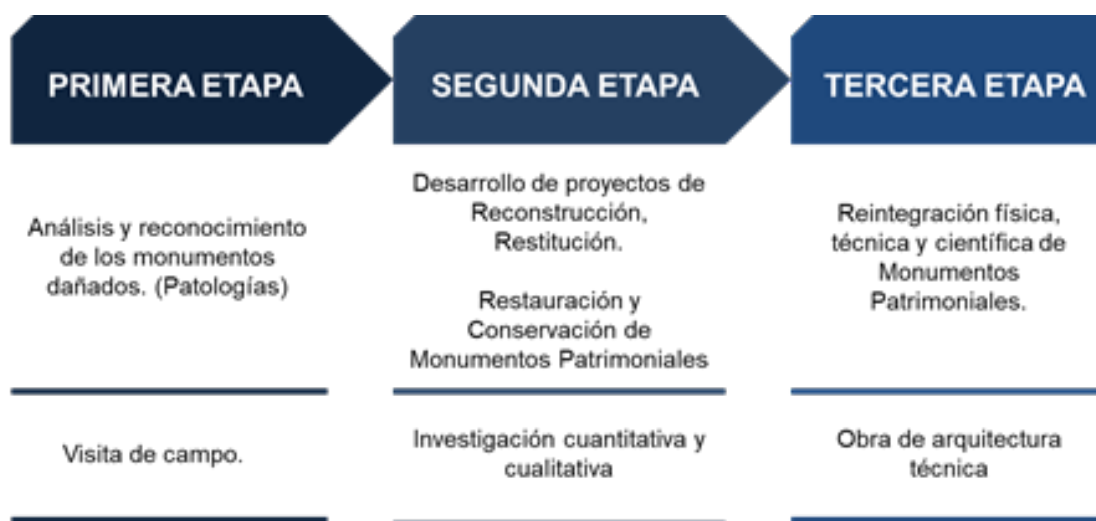 PRIMERA ETAPA
SEGUNDA ETAPA
TERCERA ETAPA
Análisis y reconocimiento
de los monumentos
dañados. (Patologías)
Desarrollo de proyectos de
Reconstrucción,
Restitución.
Restauración y
Conservación de
Monumentos Patrimoniales
Reintegración física,
técnica y científica de
Monumentos
Patrimoniales.
Visita de campo.
Investigación cuantitativa y
cualitativa
Obra de arquitectura
técnica